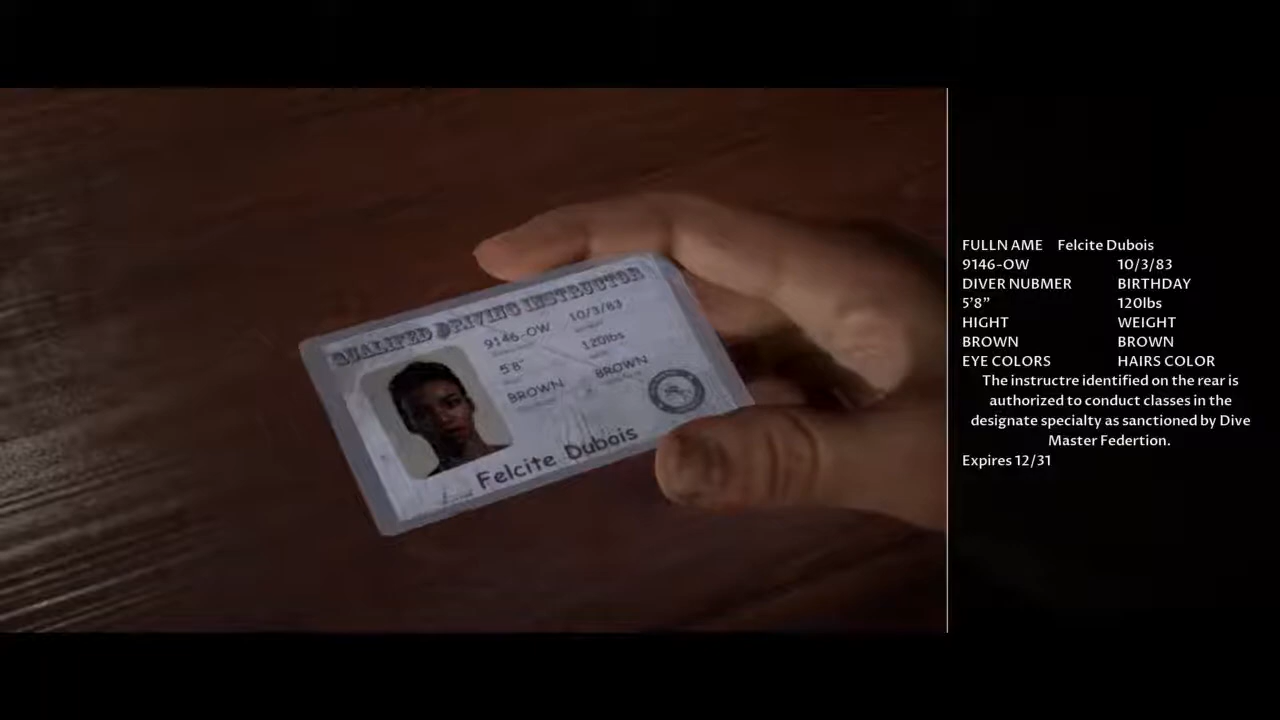 QUALIFED DRIVING INSTRUCTOR
9146-OW 10/3/83
5'8" 120lbs
BROWN BROWN
Felcite Dubois
FULLN AME Felcite Dubois
9146-OW 10/3/83
DIVER NUBMER BIRTHDAY
5’8” 120lbs
HIGHT WEIGHT
BROWN BROWN
EYE COLORS HAIRS COLOR
The instructre identified on the rear is
authorized to conduct classes in the
designate specialty as sanctioned by Dive
Master Federtion.
Expires 12/31